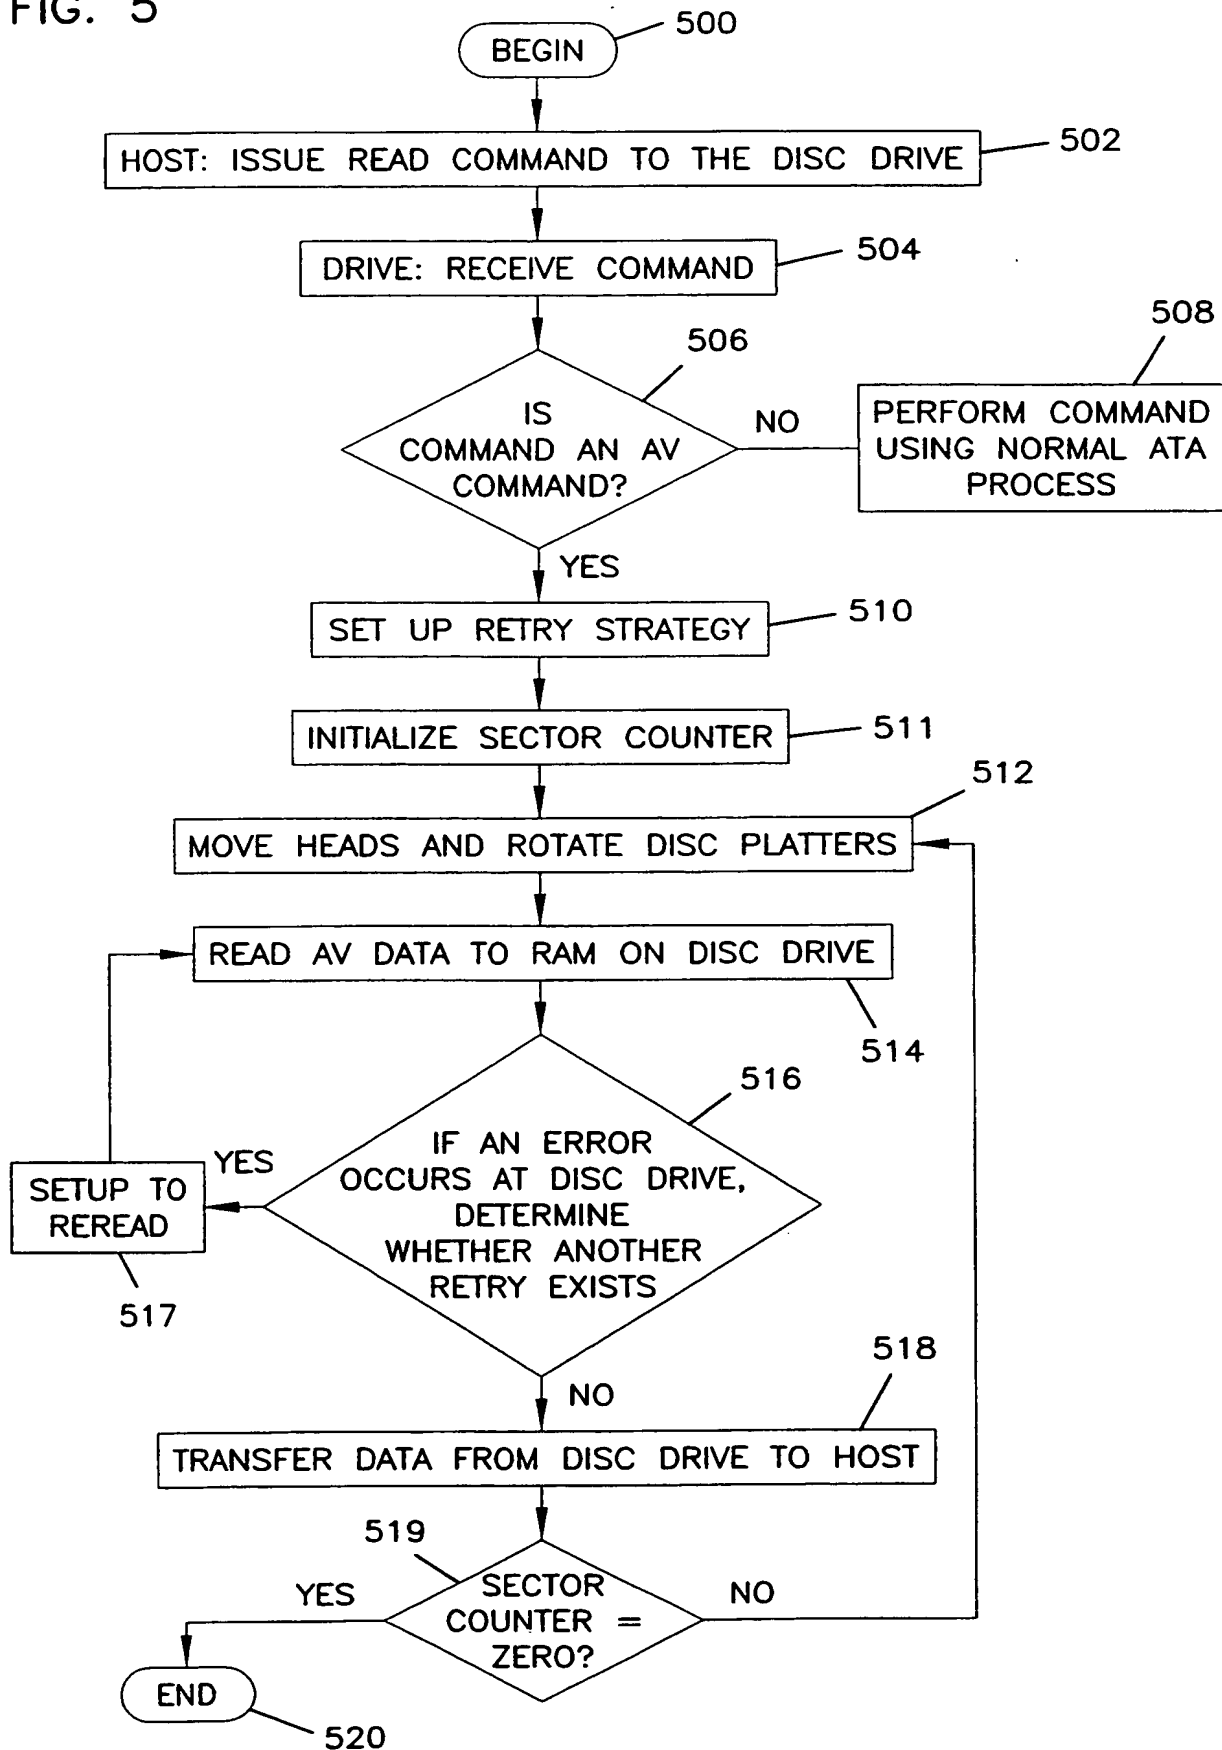 FIG. 5
500
BEGIN
HOST: ISSUE READ COMMAND TO THE DISC DRIVE
502
DRIVE: RECEIVE COMMAND
504
506
508
IS
COMMAND AN AV
COMMAND?
NO
PERFORM COMMAND
USING NORMAL ATA
PROCESS
YES
SET UP RETRY STRATEGY
510
INITIALIZE SECTOR COUNTER
511
512
MOVE HEADS AND ROTATE DISC PLATTERS
READ AV DATA TO RAM ON DISC DRIVE
514
516
IF AN ERROR
OCCURS AT DISC DRIVE,
DETERMINE
WHETHER ANOTHER
RETRY EXISTS
YES
SETUP TO
REREAD
517
NO
518
TRANSFER DATA FROM DISC DRIVE TO HOST
519
SECTOR
COUNTER =
ZERO?
YES
NO
END
520